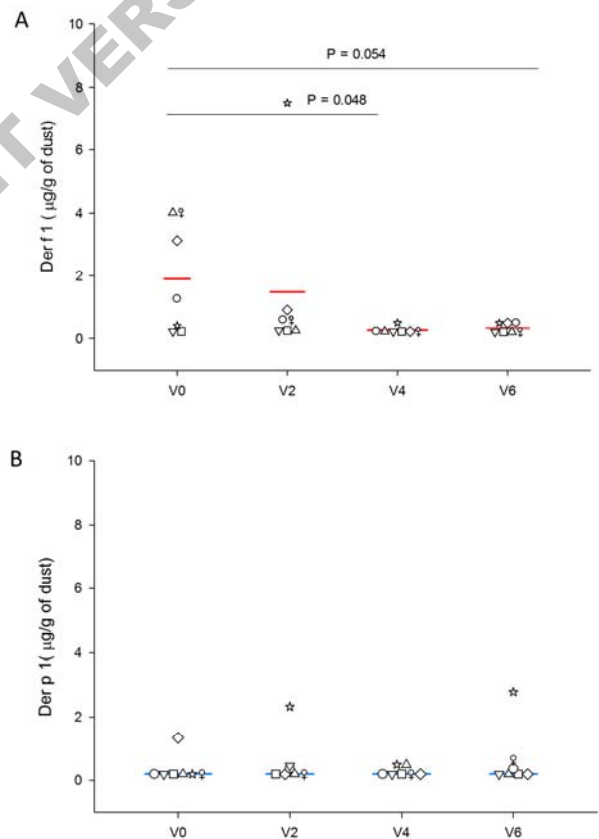 T VERS
A
10
P = 0.054
8
P = 0.048
6
4
2
0
Der f 1 ( μg/g of dust)
V0 V2 V4 V6
B
10
8
6
4
2
0
Der p 1( μg/g of dust)
V0 V2 V4 V6